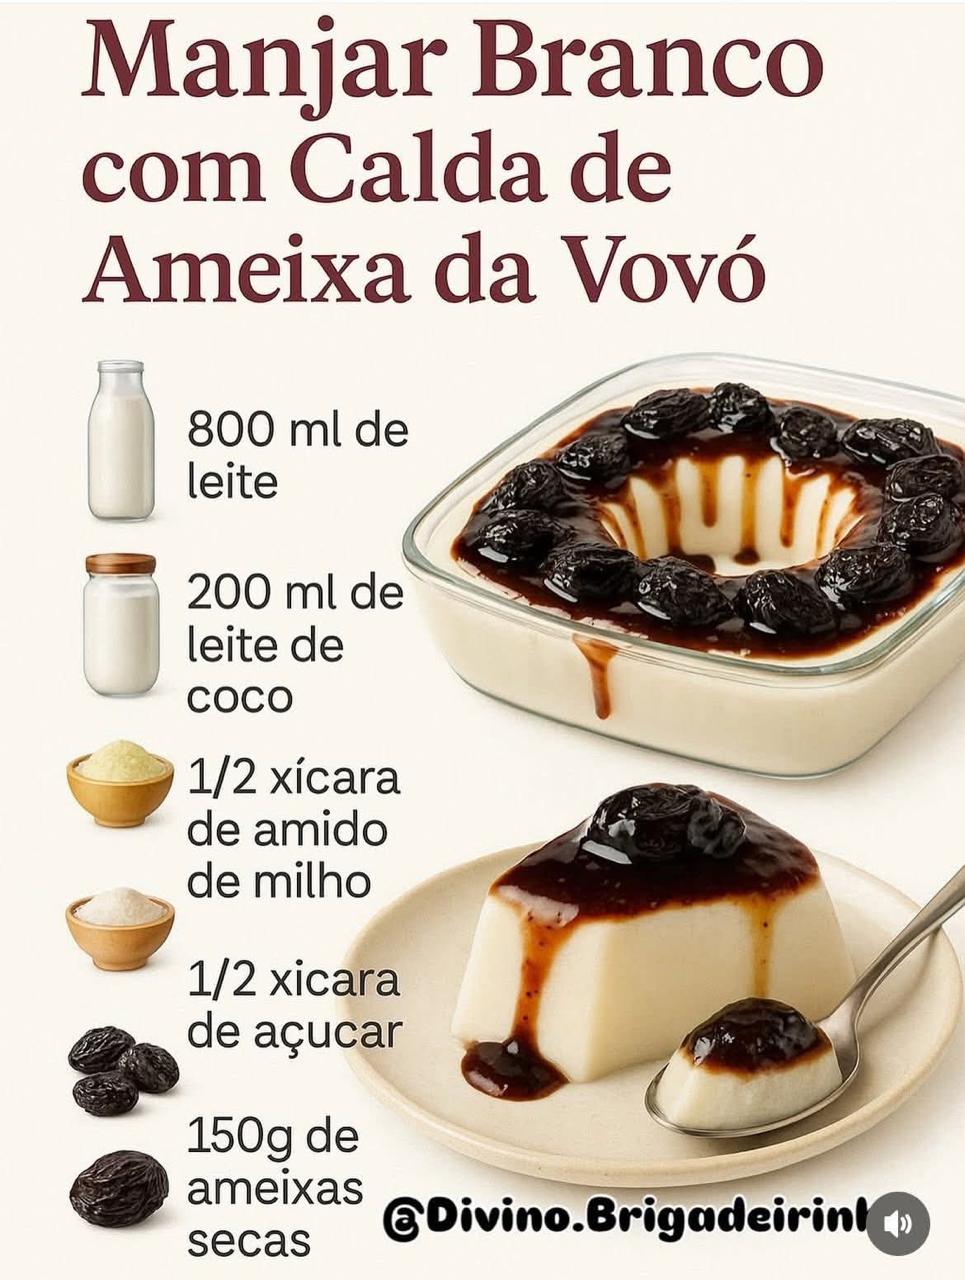 Manjar Branco
com Calda de
Ameixa da Vovó
800 ml de
leite
200 ml de
leite de
coco
1/2 xícara
de amido
de milho
1/2 xicara
de açucar
150g de
ameixas
secas